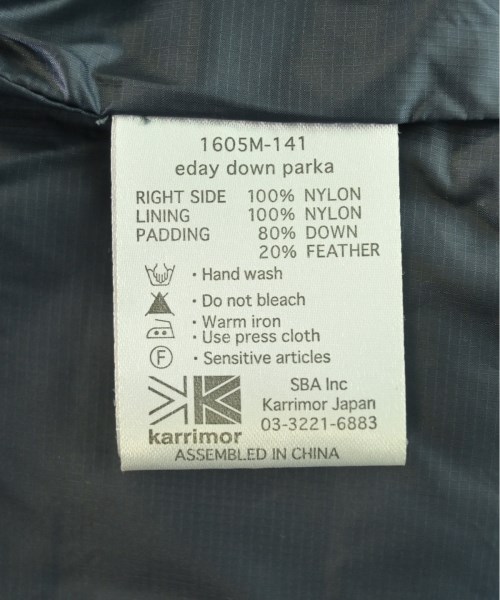 1605M-141
eday down parka
RIGHT SIDE 100% NYLON
LINING 100% NYLON
PADDING 80% DOWN
20% FEATHER
・Hand wash
・Do not bleach
・Warm iron
・Use press cloth
F ・Sensitive articles
SBA Inc
Karrimor Japan
03-3221-6883
karrimor
ASSEMBLED IN CHINA